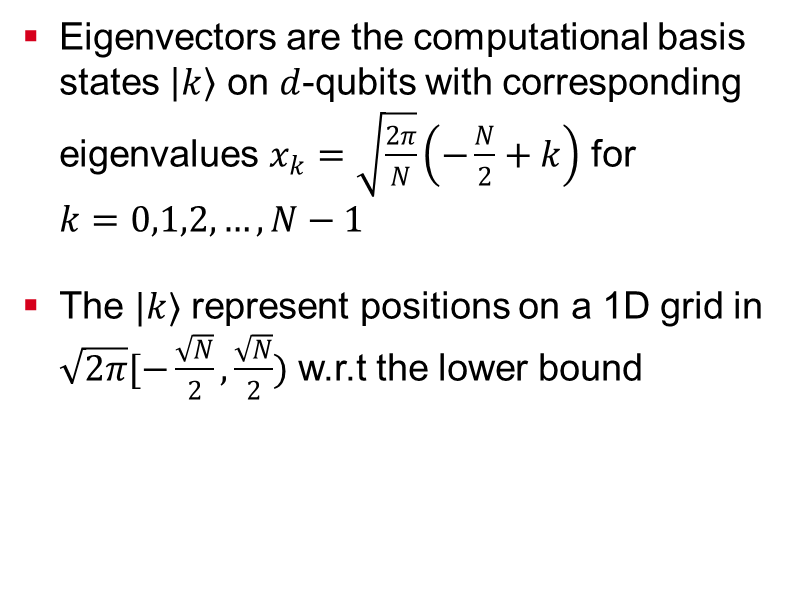 ▪ Eigenvectors are the computational basis
states |𝑘⟩ on 𝑑-qubits with corresponding
eigenvalues 𝑥ₖ = √(2𝜋/𝑁) (−𝑁/2 + 𝑘) for
𝑘 = 0,1,2, … , 𝑁 − 1
▪ The |𝑘⟩ represent positions on a 1D grid in
√2𝜋[−√𝑁/2 , √𝑁/2) w.r.t the lower bound